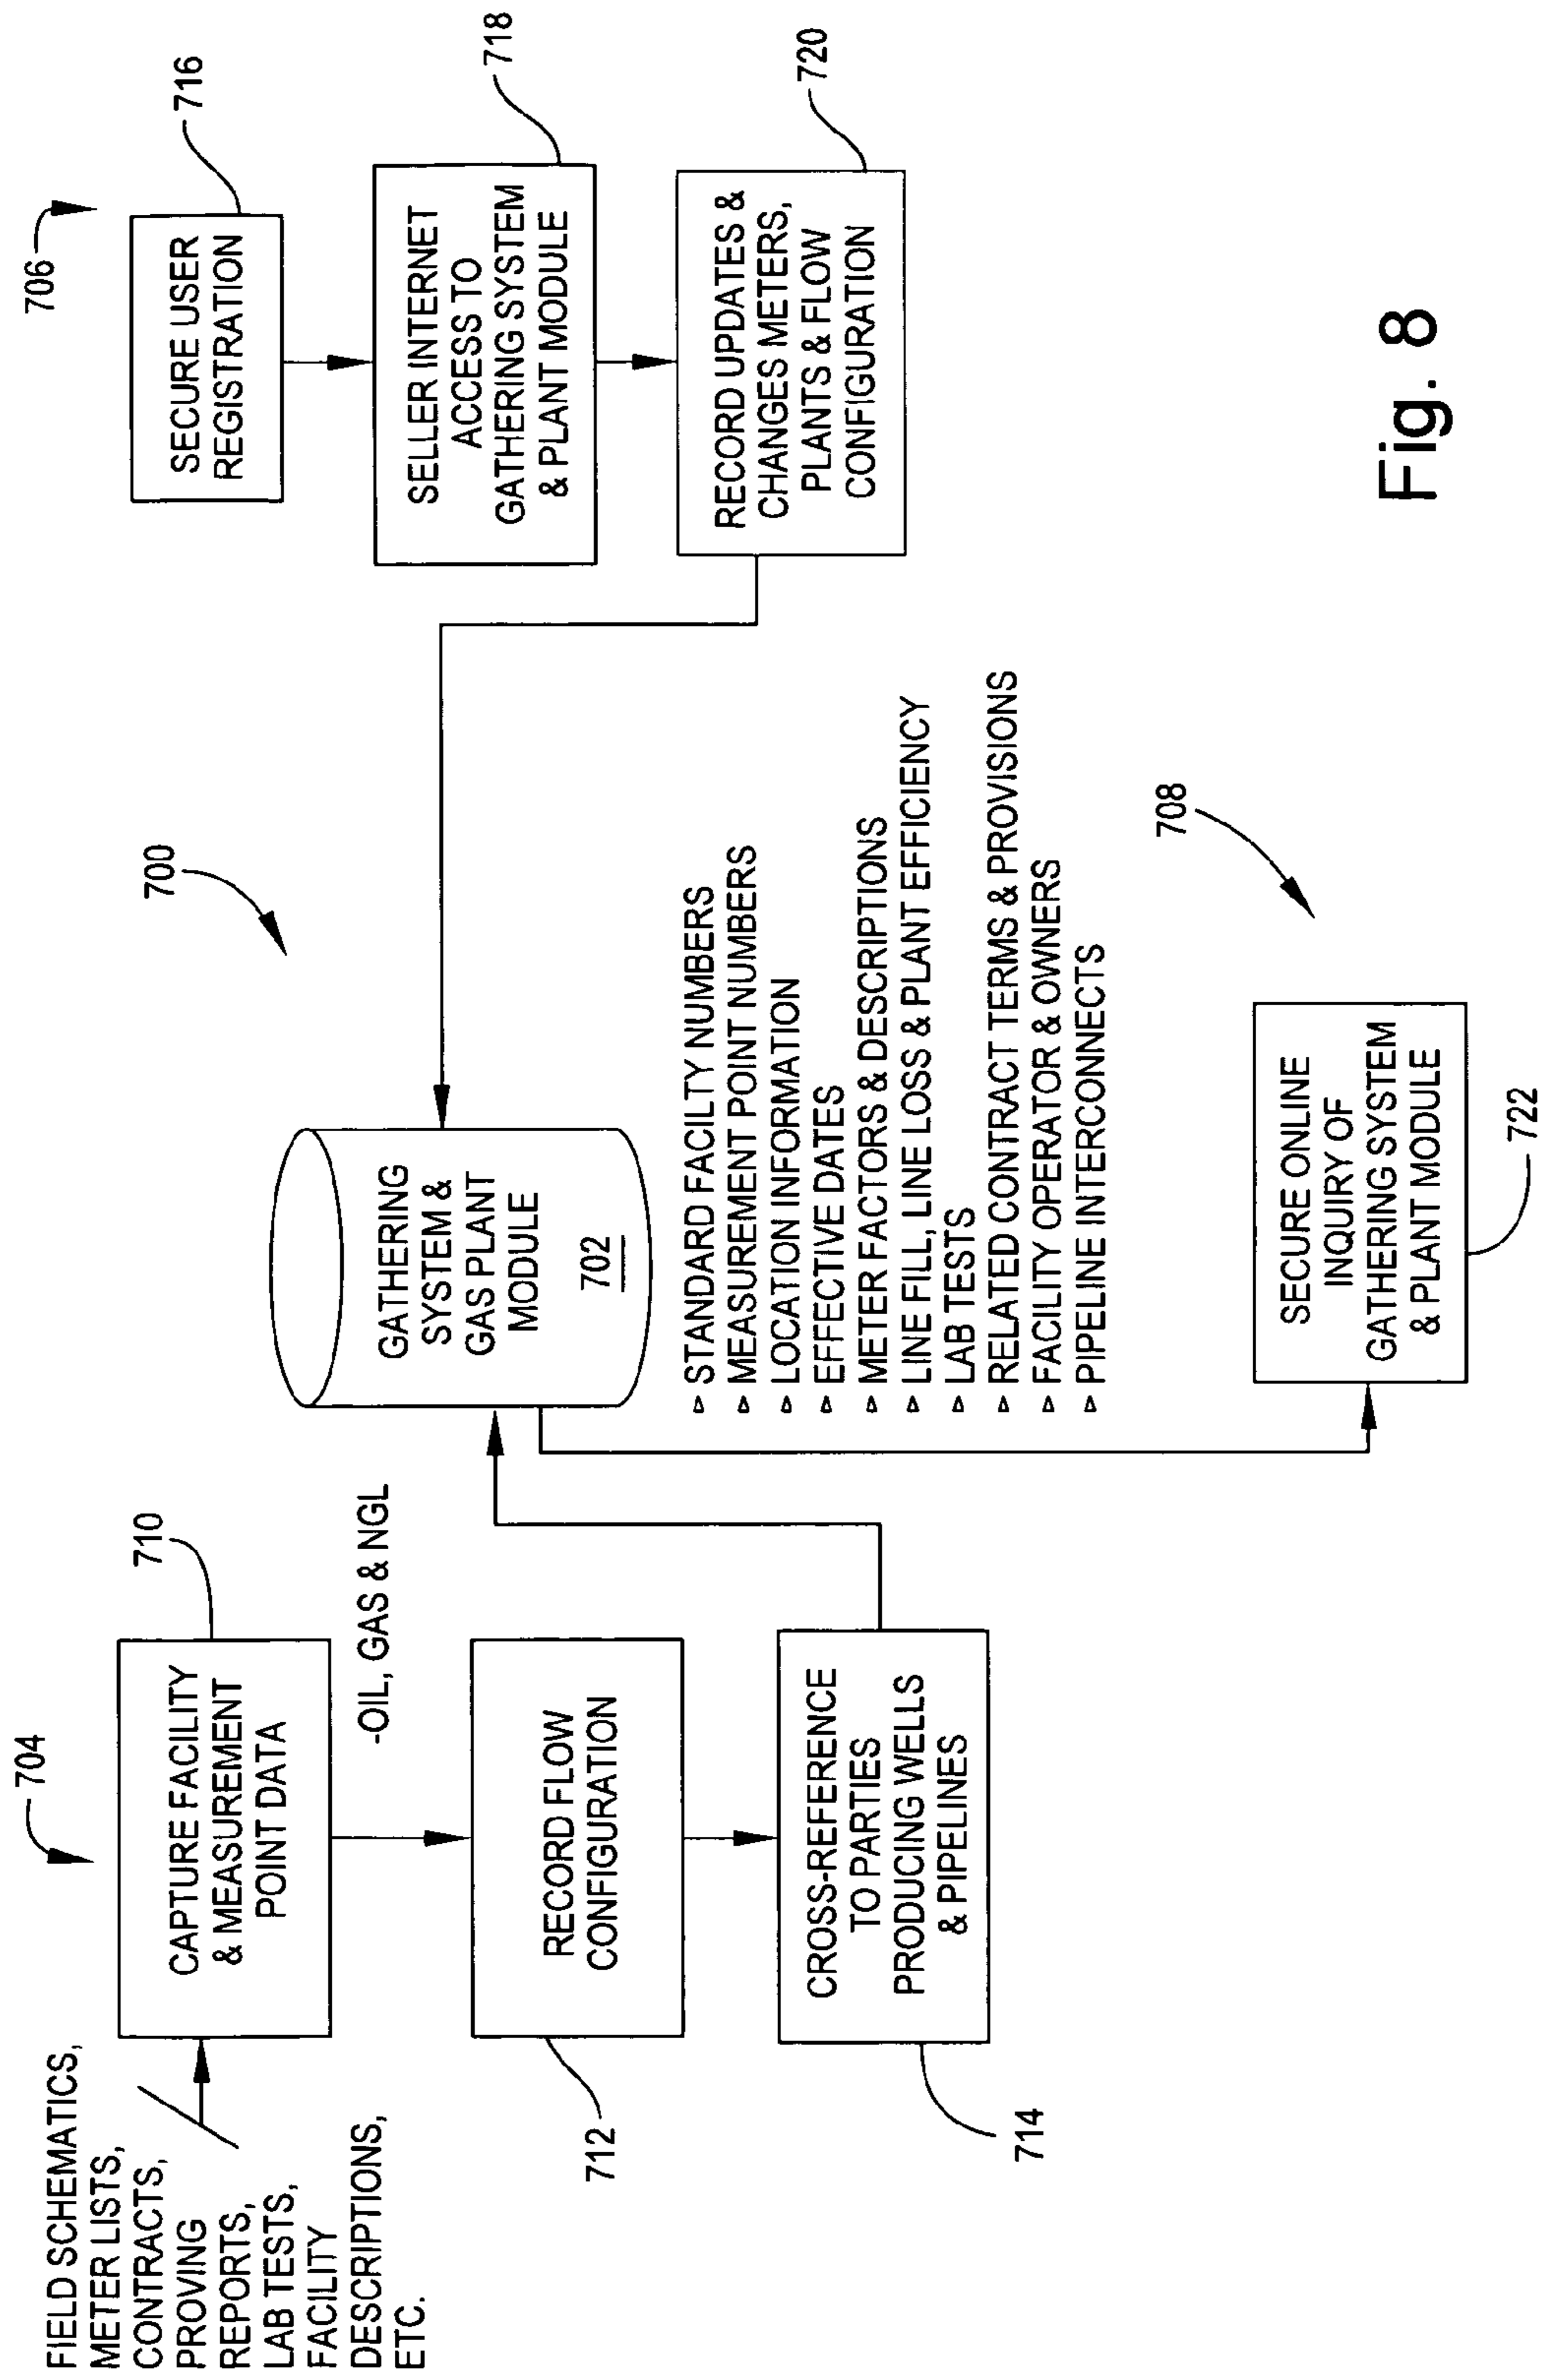 704
FIELD SCHEMATICS,
METER LISTS,
CONTRACTS,
PROVING
REPORTS,
LAB TESTS,
FACILITY
DESCRIPTIONS,
ETC.
CAPTURE FACILITY
& MEASUREMENT
POINT DATA
710
-OIL, GAS & NGL
RECORD FLOW
CONFIGURATION
712
CROSS-REFERENCE
TO PARTIES
PRODUCING WELLS
& PIPELINES
714
700
GATHERING
SYSTEM &
GAS PLANT
MODULE
702
▹ STANDARD FACILTY NUMBERS
▹ MEASUREMENT POINT NUMBERS
▹ LOCATION INFORMATION
▹ EFFECTIVE DATES
▹ METER FACTORS & DESCRIPTIONS
▹ LINE FILL, LINE LOSS & PLANT EFFICIENCY
▹ LAB TESTS
▹ RELATED CONTRACT TERMS & PROVISIONS
▹ FACILITY OPERATOR & OWNERS
▹ PIPELINE INTERCONNECTS
706
SECURE USER
REGISTRATION
716
SELLER INTERNET
ACCESS TO
GATHERING SYSTEM
& PLANT MODULE
718
RECORD UPDATES &
CHANGES METERS,
PLANTS & FLOW
CONFIGURATION
720
708
SECURE ONLINE
INQUIRY OF
GATHERING SYSTEM
& PLANT MODULE
722
Fig. 8